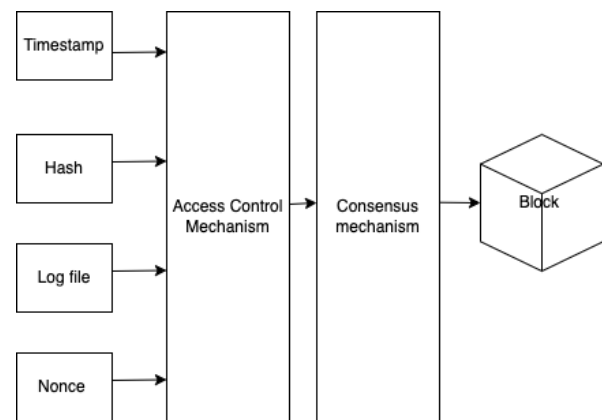 Timestamp
Hash
Log file
Nonce
Access Control
Mechanism
Consensus
mechanism
Block